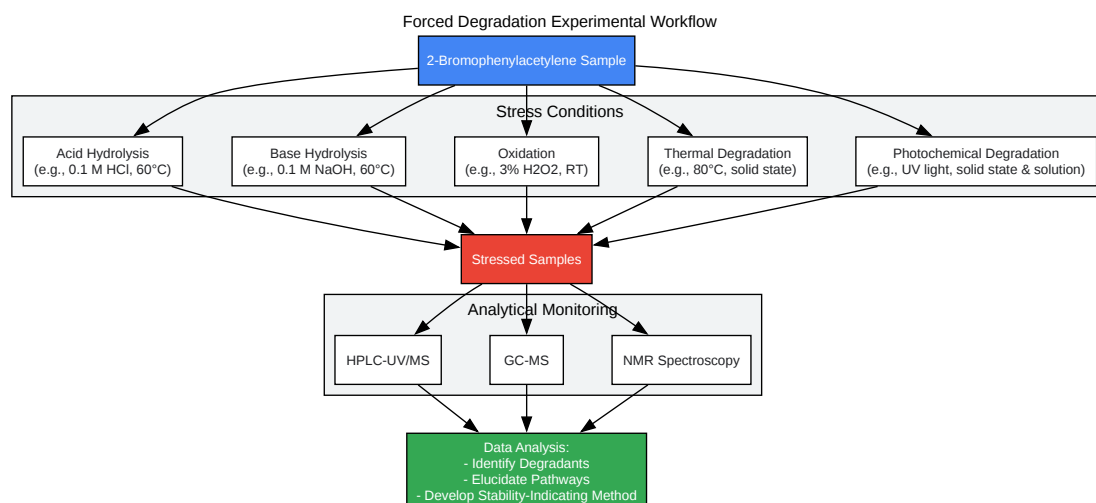 Forced Degradation Experimental Workflow
2-Bromophenylacetylene Sample
Stress Conditions
Acid Hydrolysis
(e.g., 0.1 M HCl, 60°C)
Base Hydrolysis
(e.g., 0.1 M NaOH, 60°C)
Oxidation
(e.g., 3% H2O2, RT)
Thermal Degradation
(e.g., 80°C, solid state)
Photochemical Degradation
(e.g., UV light, solid state & solution)
Stressed Samples
Analytical Monitoring
HPLC-UV/MS
GC-MS
NMR Spectroscopy
Data Analysis:
- Identify Degradants
- Elucidate Pathways
- Develop Stability-Indicating Method